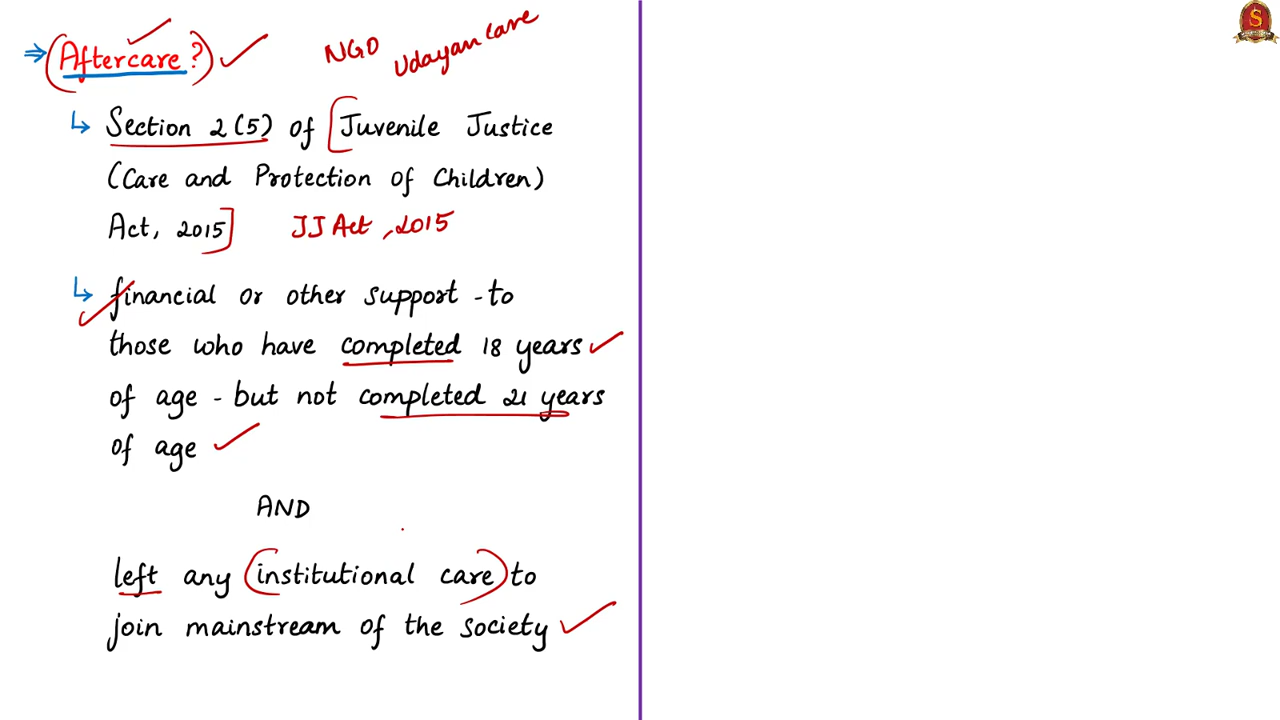 ⇒ (Aftercare?)
NGO Udayan Care
↳ Section 2(5) of [Juvenile Justice
(Care and Protection of Children)
Act, 2015] JJ Act, 2015
↳ financial or other support - to
those who have completed 18 years
of age - but not completed 21 years
of age
AND
left any (institutional care) to
join mainstream of the society